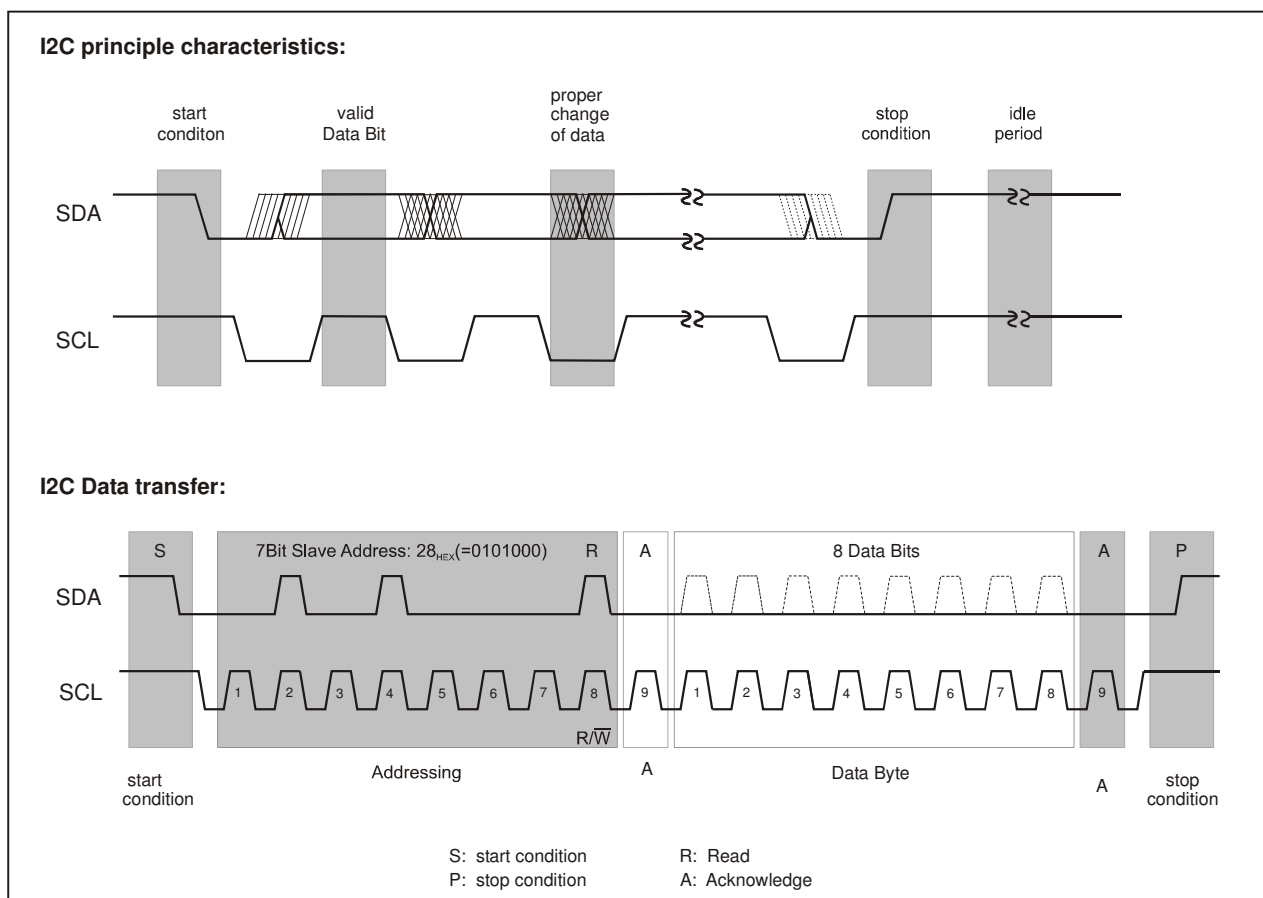 I2C principle characteristics:
start
conditon
valid
Data Bit
proper
change
of data
stop
condition
idle
period
SDA
SCL
I2C Data transfer:
S
7Bit Slave Address: 28HEX(=0101000)
R
A
8 Data Bits
A
P
SDA
SCL
1 2 3 4 5 6 7 8 9 1 2 3 4 5 6 7 8 9
R/W̅
start
condition
Addressing
A
Data Byte
A
stop
condition
S: start condition
R: Read
P: stop condition
A: Acknowledge